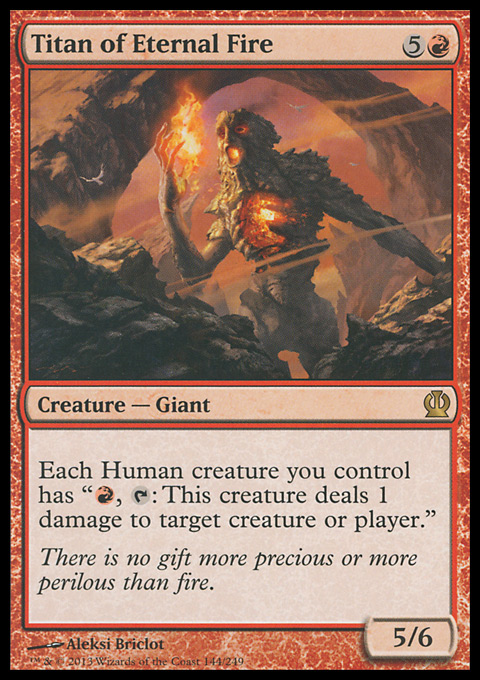 Titan of Eternal Fire 5
Creature — Giant
Each Human creature you control
has “ , : This creature deals 1
damage to target creature or player.”
There is no gift more precious or more
perilous than fire.
5/6
Aleksi Briclot
™ & © 2013 Wizards of the Coast 144/249